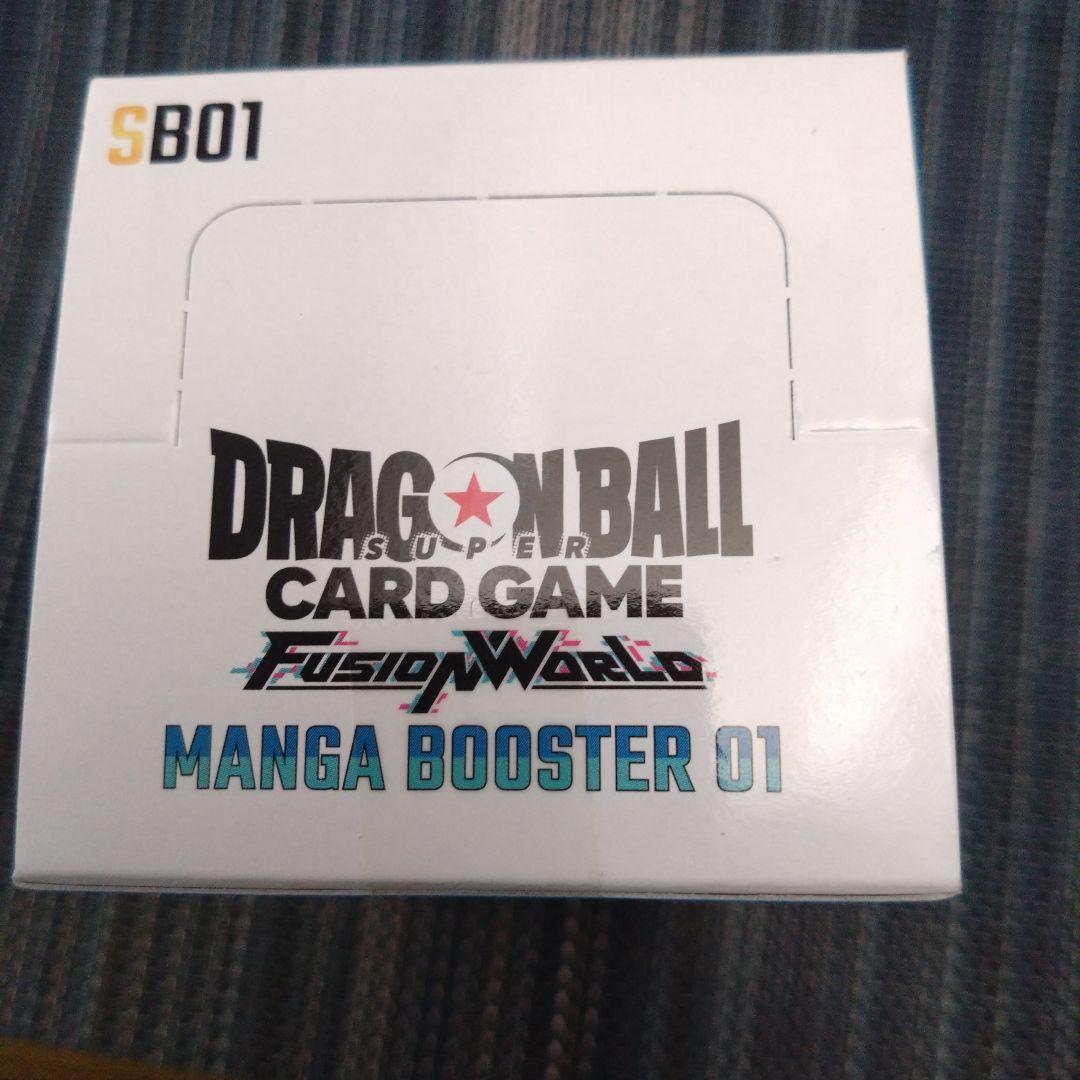 SB01
DRAGON BALL
SUPER
CARD GAME
FUSION WORLD
MANGA BOOSTER 01